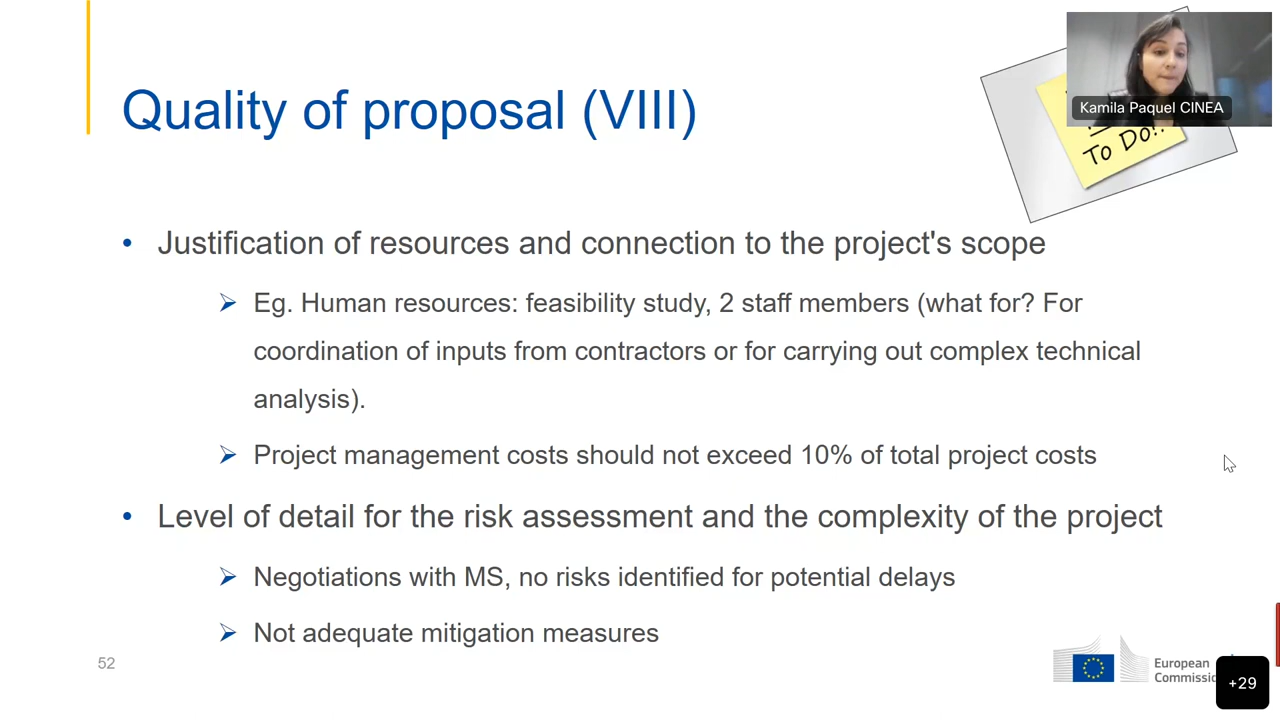 Quality of proposal (VIII)
Kamila Paquel CINEA
To Do!!
• Justification of resources and connection to the project's scope
Eg. Human resources: feasibility study, 2 staff members (what for? For
coordination of inputs from contractors or for carrying out complex technical
analysis).
Project management costs should not exceed 10% of total project costs
• Level of detail for the risk assessment and the complexity of the project
Negotiations with MS, no risks identified for potential delays
Not adequate mitigation measures
52
European
+29